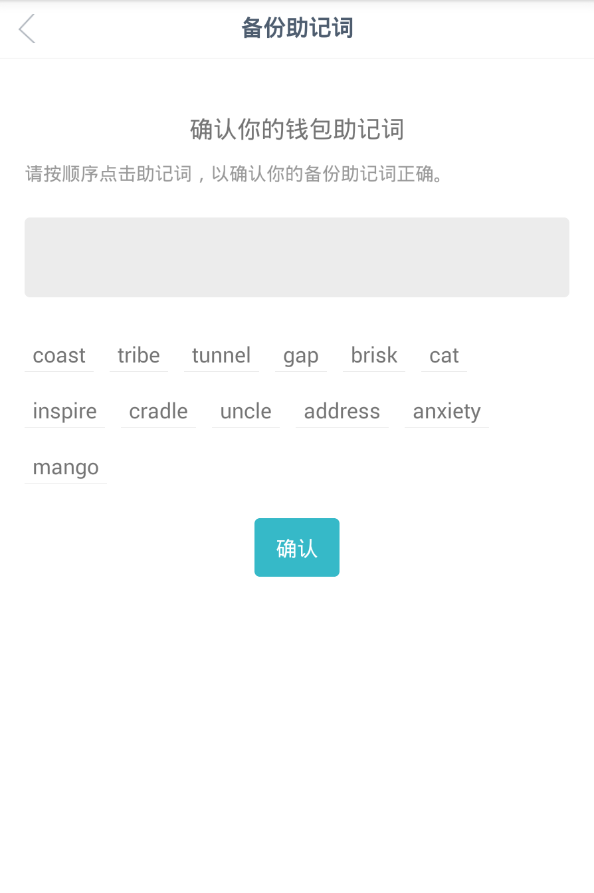 备份助记词
确认你的钱包助记词
请按顺序点击助记词，以确认你的备份助记词正确。
coast tribe tunnel gap brisk cat
inspire cradle uncle address anxiety
mango
确认